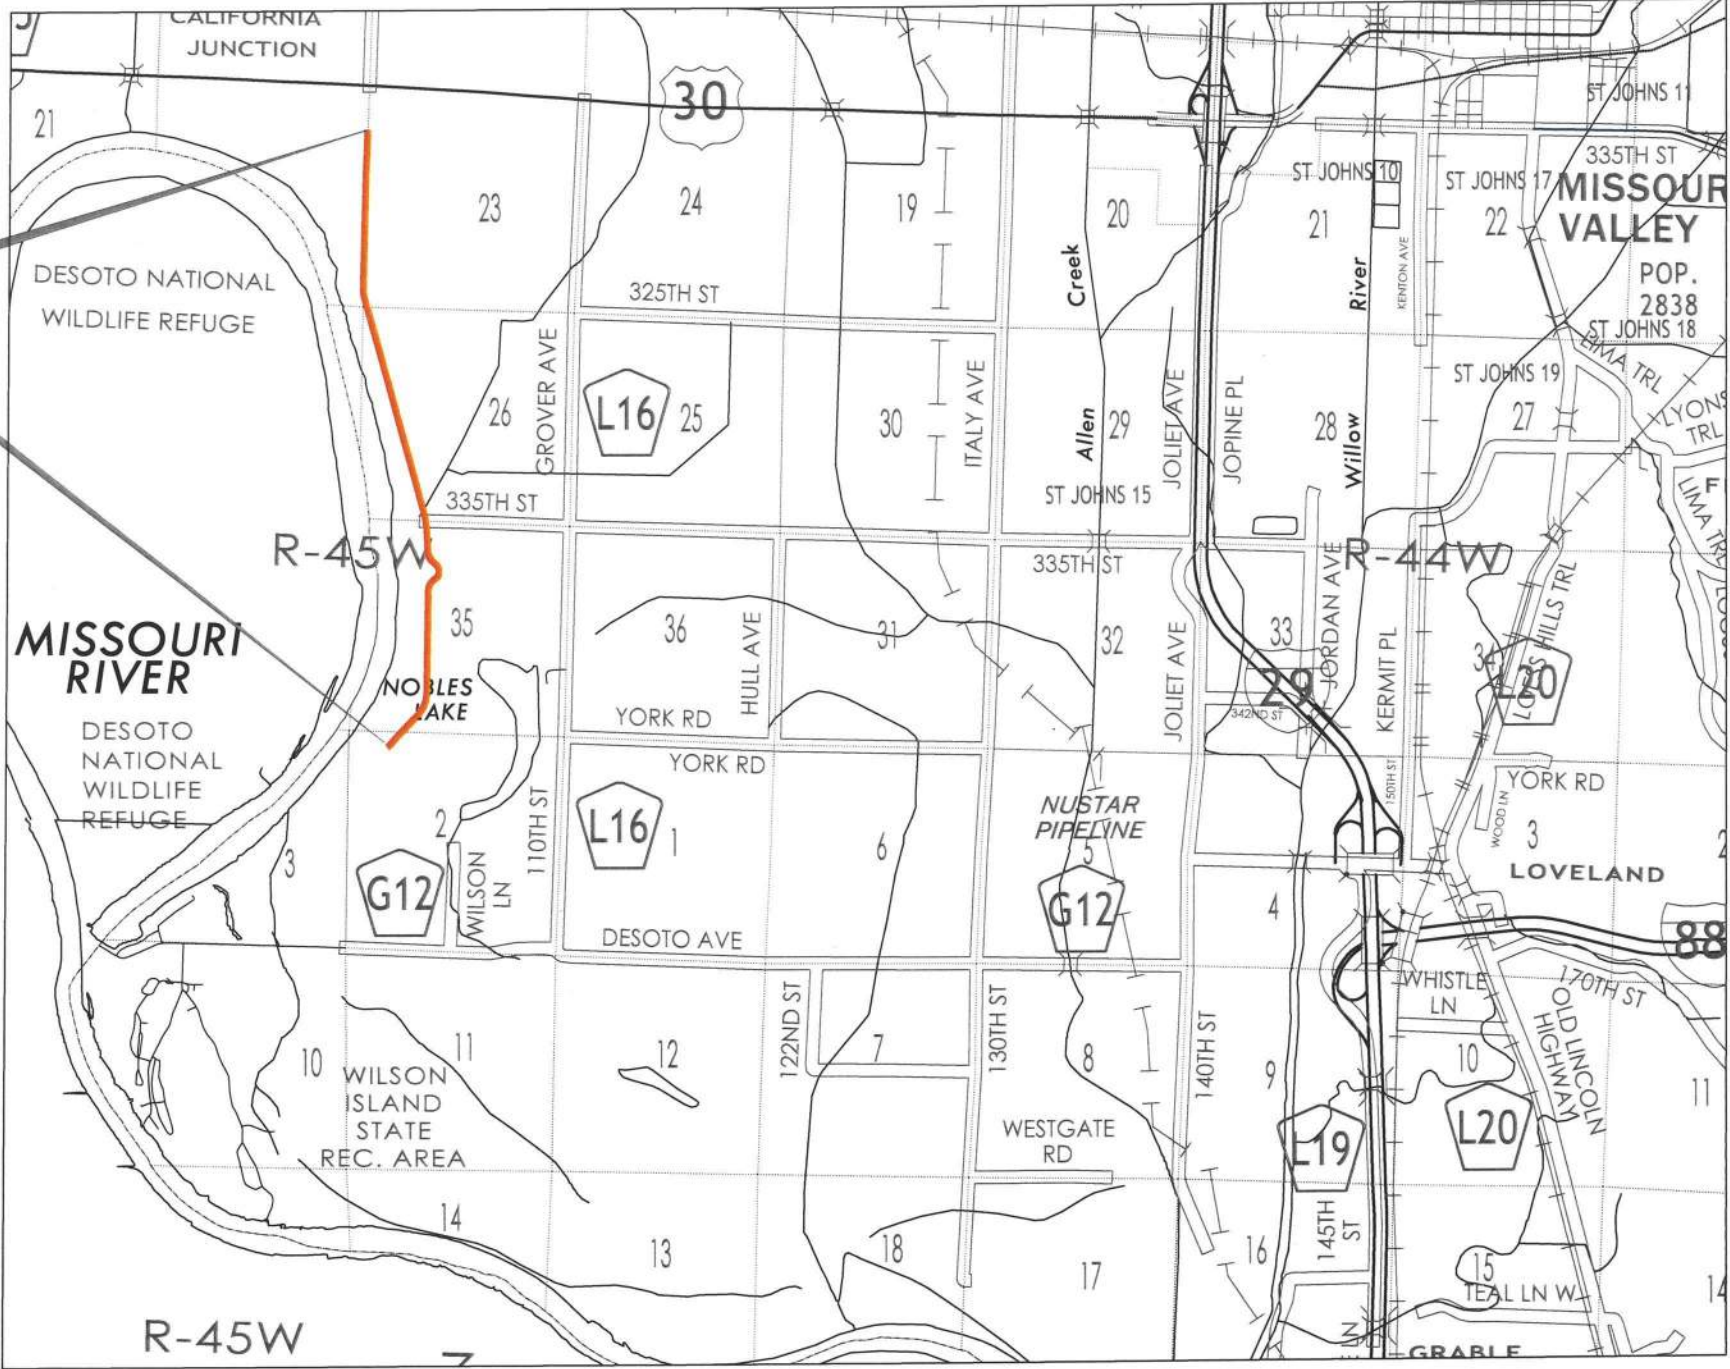 CALIFORNIA
JUNCTION
30
21
23
24
19
20
21
22
ST JOHNS 11
335TH ST
ST JOHNS 10
ST JOHNS 17
MISSOUR
VALLEY
POP.
2838
ST JOHNS 18
DESOTO NATIONAL
WILDLIFE REFUGE
325TH ST
Creek
River
KENTON AVE
LIMA TRL
ST JOHNS 19
LYONS
TRL
GROVER AVE
ITALY AVE
JOLIET AVE
JOPINE PL
26
L16
25
30
Allen
29
28
Willow
27
335TH ST
ST JOHNS 15
LIMA TRL
R-45W
335TH ST
R-44W
JORDAN AVE
LOESS HILLS TRL
MISSOURI
RIVER
35
36
HULL AVE
31
32
JOLIET AVE
33
KERMIT PL
34
L20
NOBLES
LAKE
29
342ND ST
DESOTO
NATIONAL
WILDLIFE
REFUGE
YORK RD
YORK RD
150TH ST
YORK RD
WOOD LN
NUSTAR
PIPELINE
2
3
110TH ST
L16
1
6
5
3
2
LOVELAND
G12
WILSON
LN
G12
4
DESOTO AVE
88
WHISTLE
LN
170TH ST
OLD LINCOLN
HIGHWAY
122ND ST
130TH ST
140TH ST
10
11
12
7
8
9
10
11
WILSON
ISLAND
STATE
REC. AREA
WESTGATE
RD
L19
L20
14
13
18
17
16
145TH
ST
15
14
TEAL LN W
R-45W
LN
GRABLE